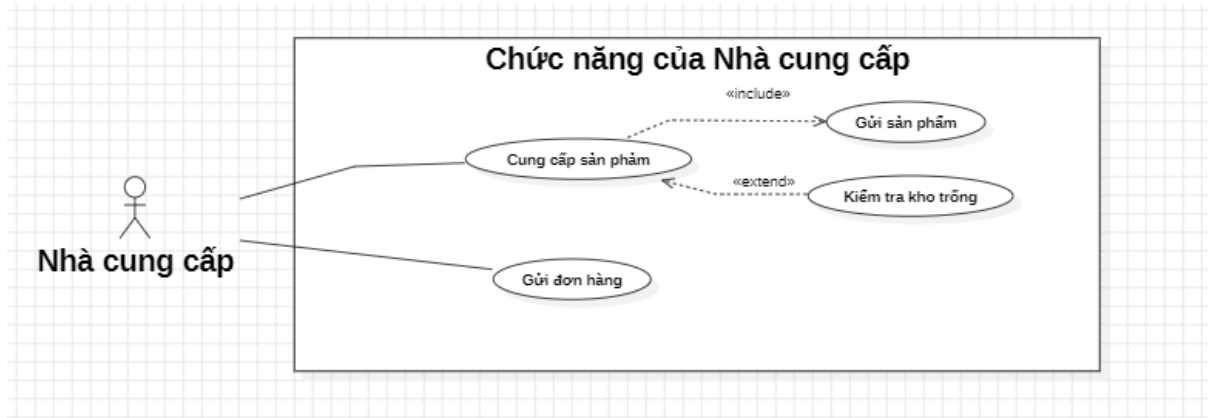 Chức năng của Nhà cung cấp
«include»
Gửi sản phẩm
Cung cấp sản phảm
«extend»
Kiểm tra kho trống
Nhà cung cấp
Gửi đơn hàng